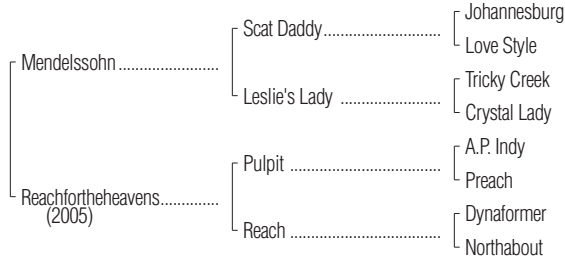 Johannesburg
Scat Daddy........................
Love Style
Mendelssohn ....................
Tricky Creek
Leslie's Lady ....................
Crystal Lady
A.P. Indy
Pulpit ..............................
Preach
Reachfortheheavens............
(2005)
Dynaformer
Reach ..............................
Northabout